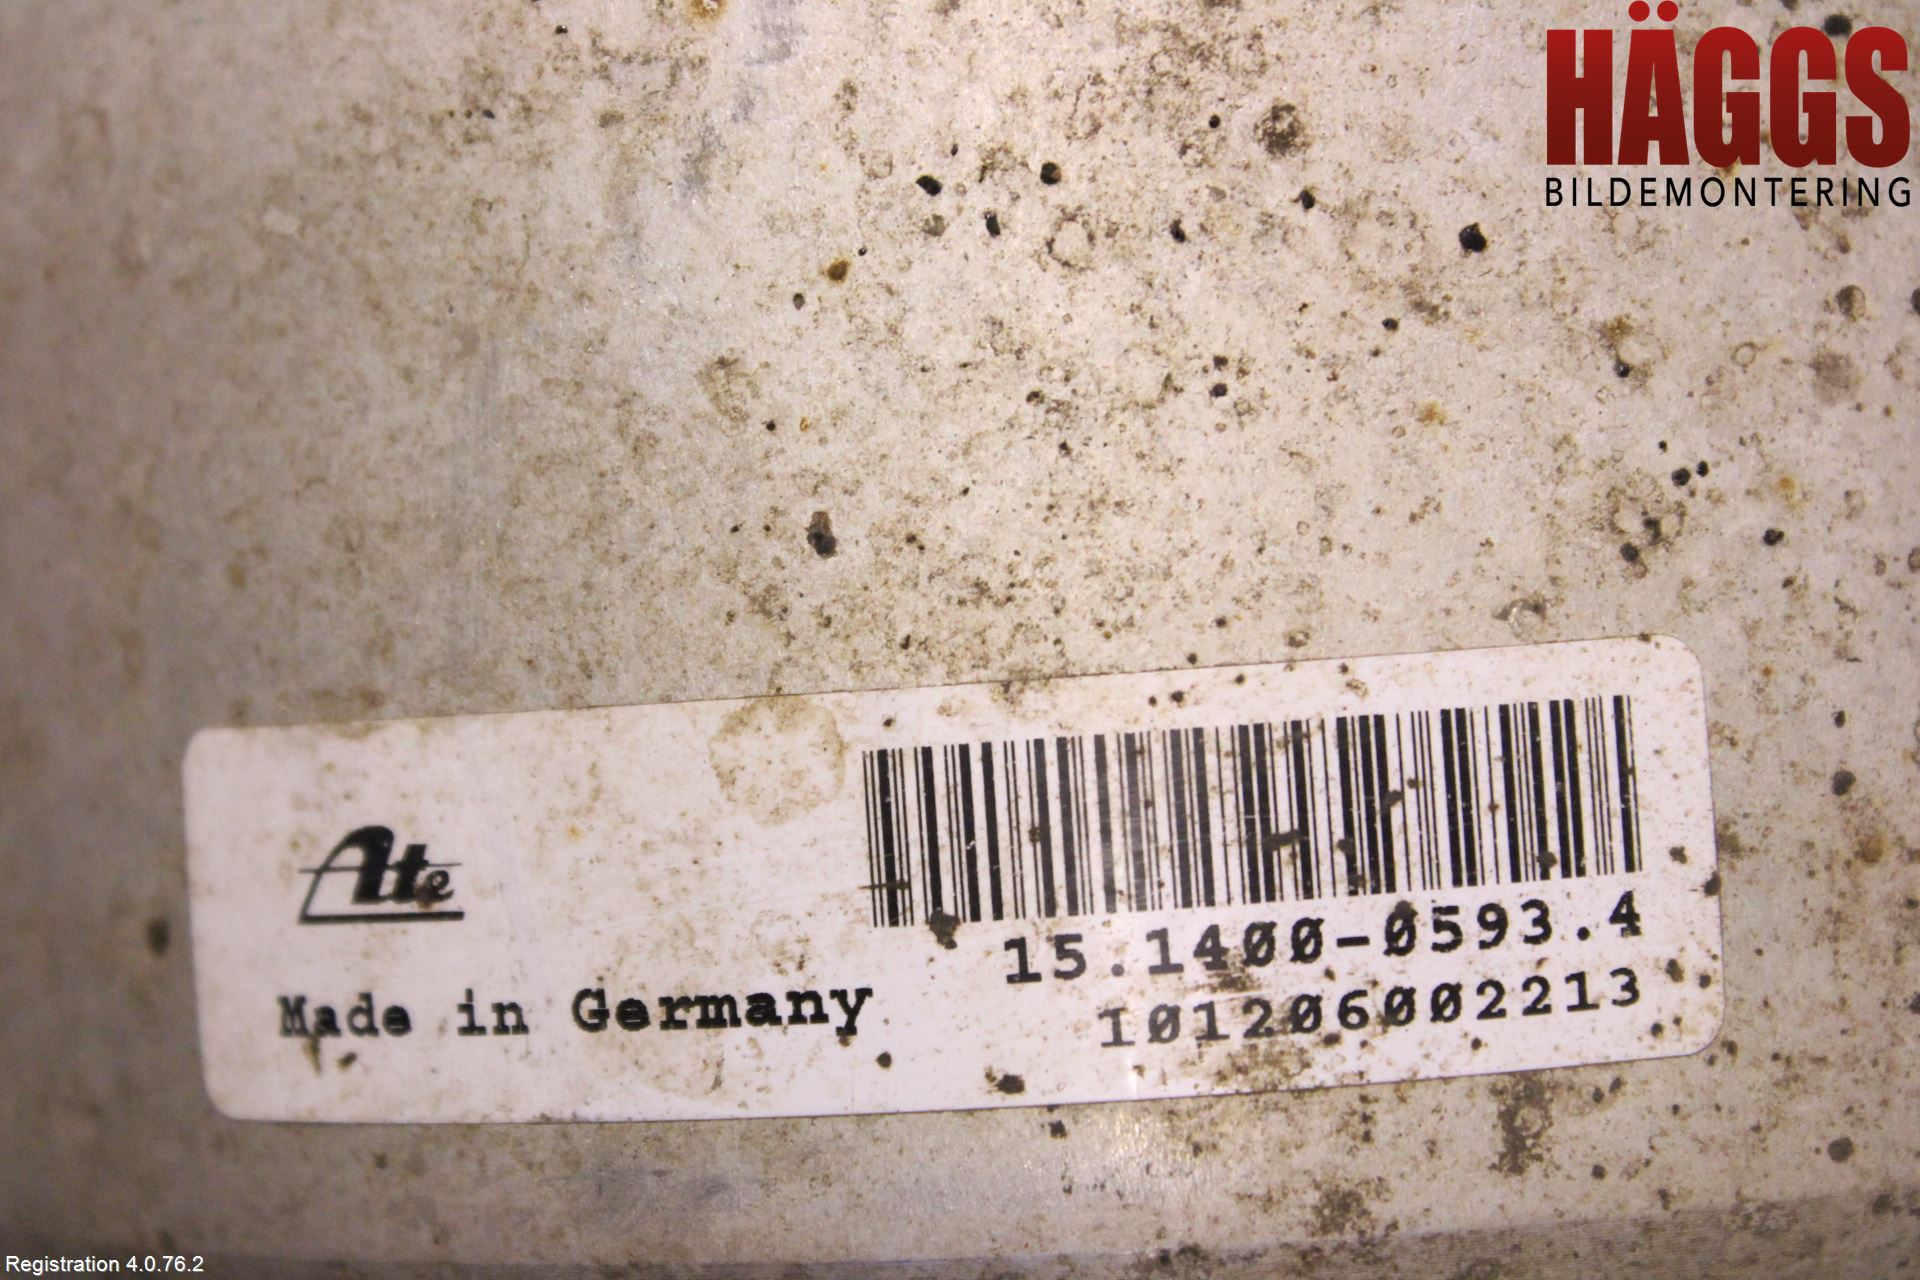 HÄGGS
BILDEMONTERING
Ate
15.1400-0593.4
Made in Germany
101206002213
Registration 4.0.76.2